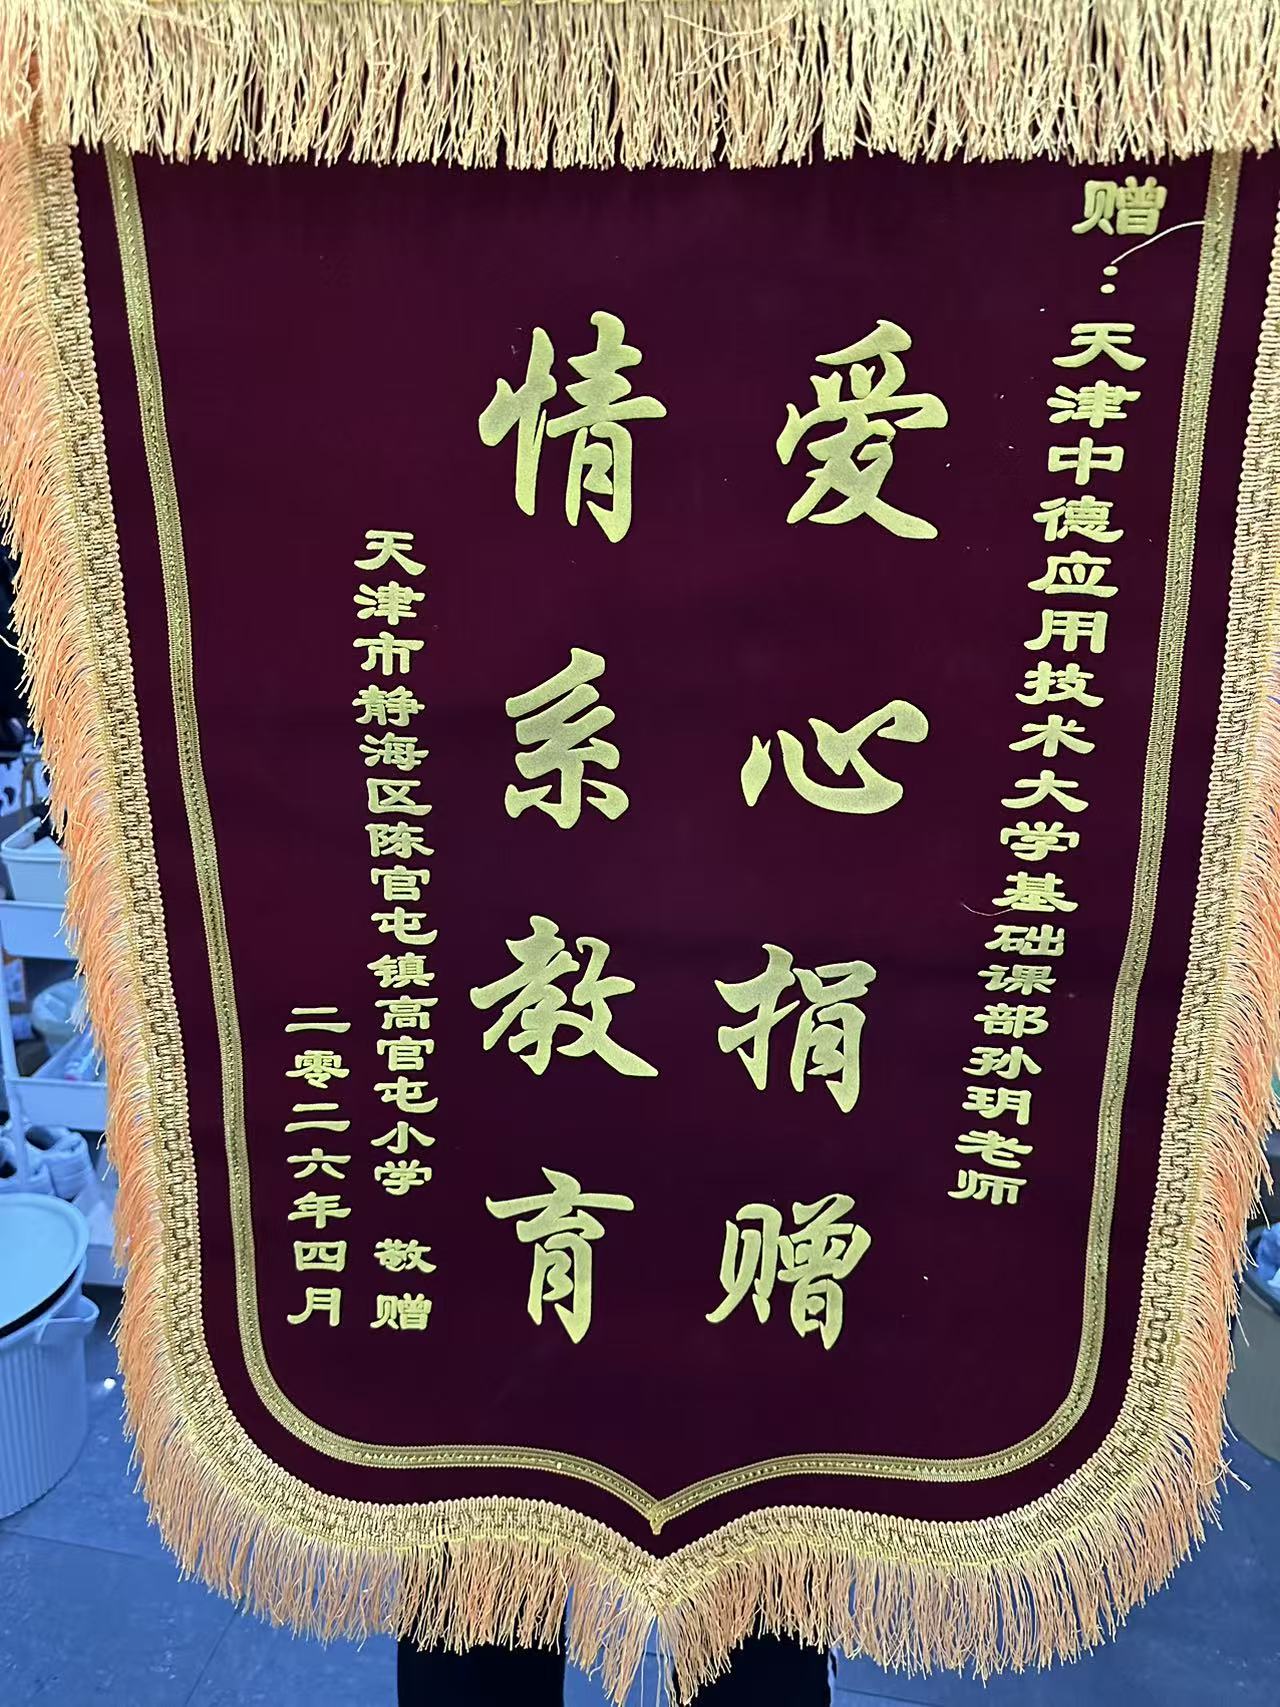 赠：天津中德应用技术大学基础课部孙玥老师
爱心捐赠
情系教育
天津市静海区陈官屯镇高官屯小学 敬赠
二零二六年四月